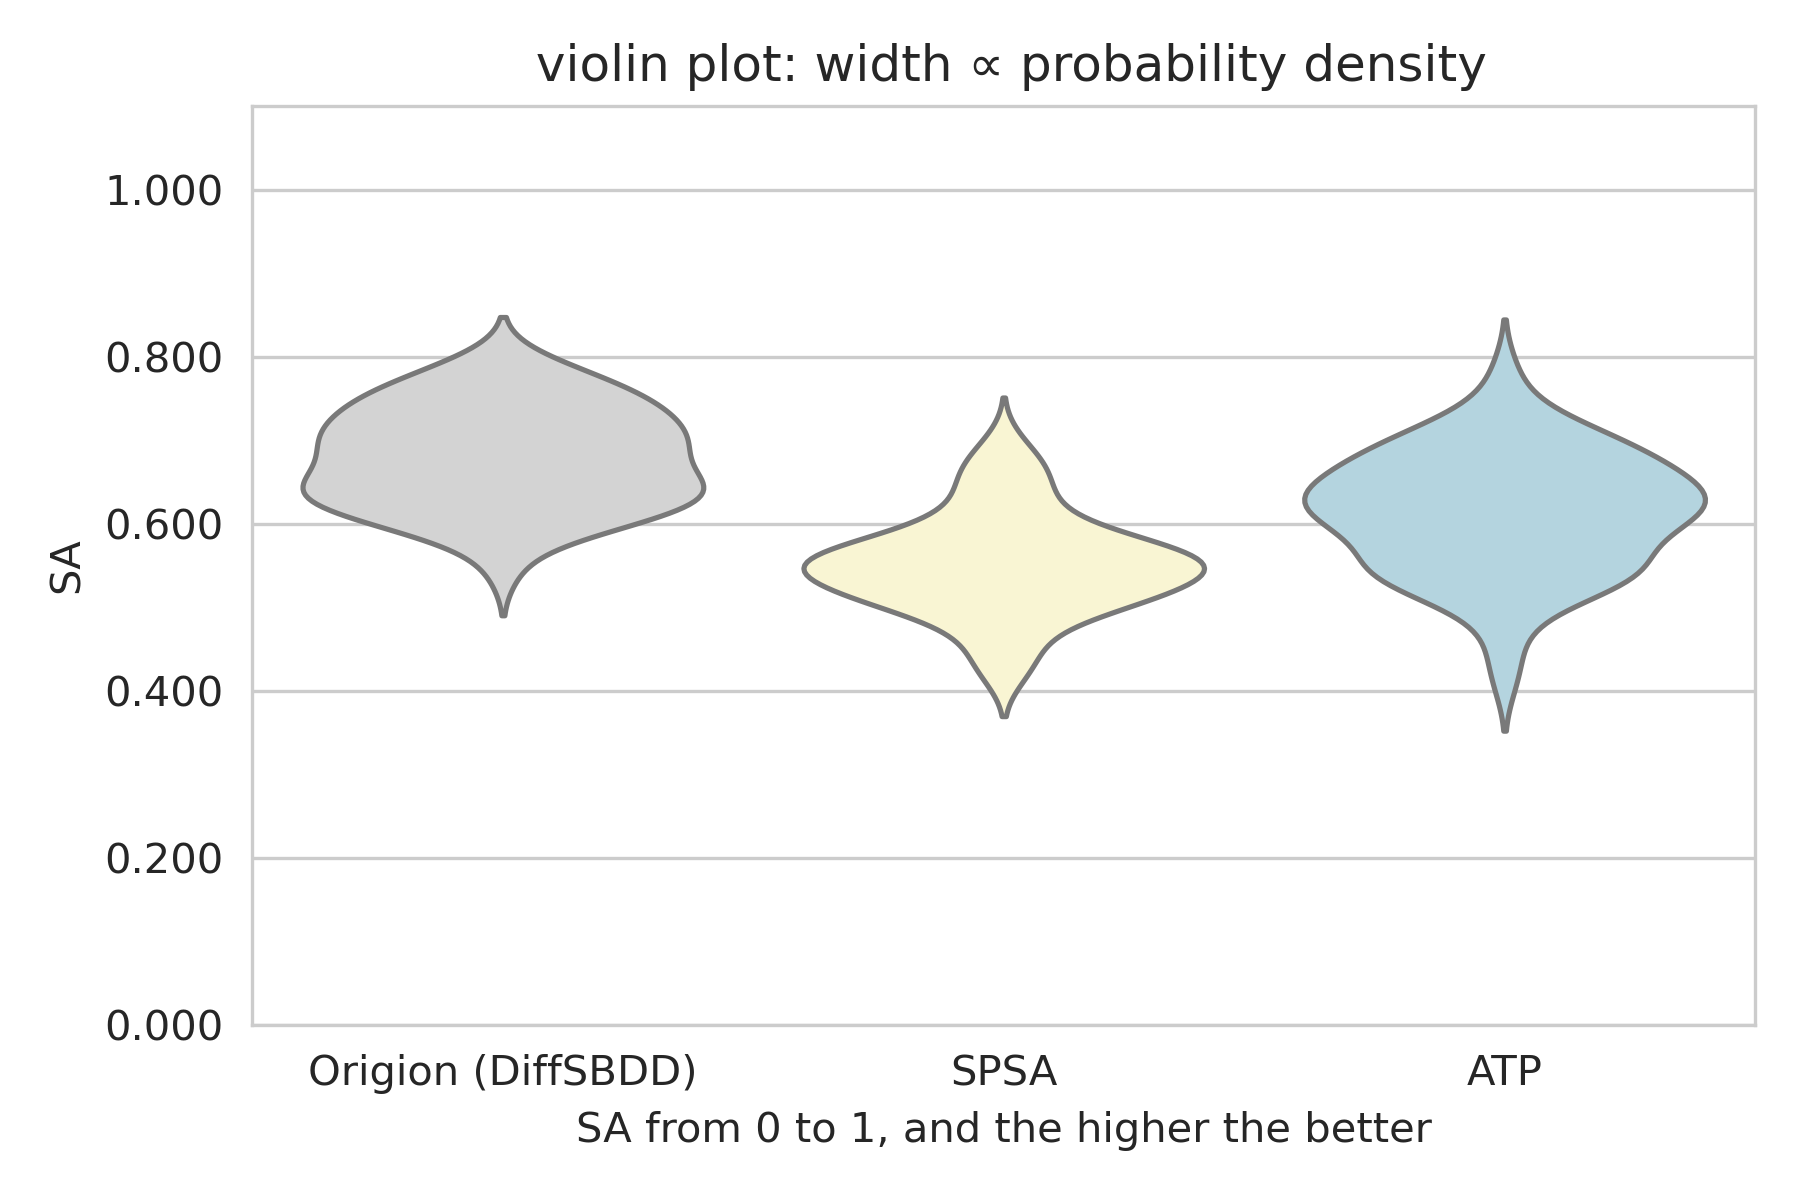 violin plot: width ∝ probability density
1.000
0.800
0.600
0.400
0.200
0.000
SA
Origion (DiffSBDD) SPSA ATP
SA from 0 to 1, and the higher the better